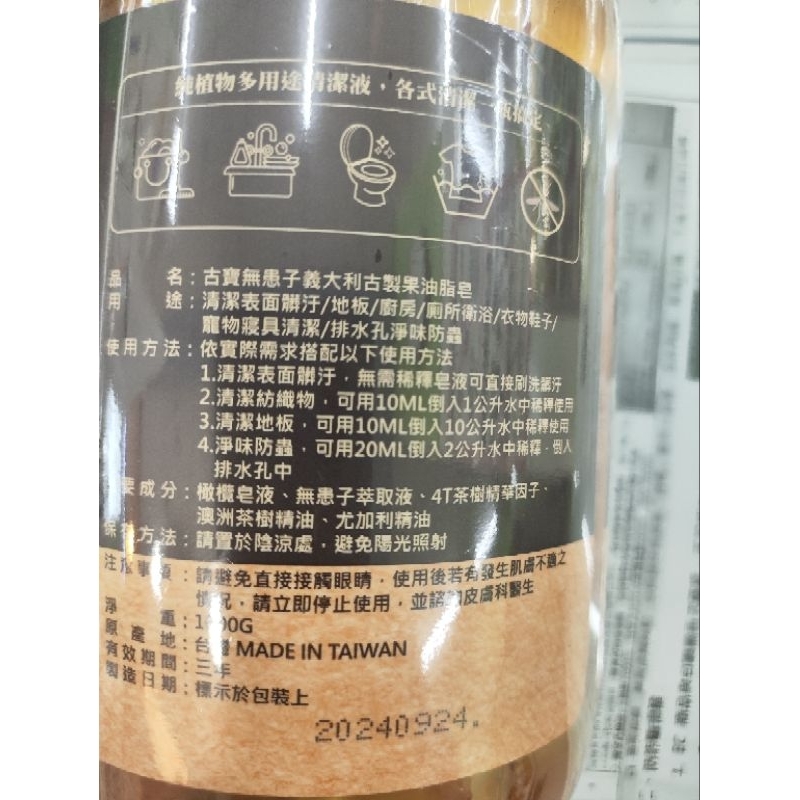 純植物多用途清潔液,各式清潔一瓶搞定
品名:古寶無患子義大利古製果油脂皂
用途:清潔表面髒汙/地板/廚房/廁所衛浴/衣物鞋子/
寵物寢具清潔/排水孔淨味防蟲
使用方法:依實際需求搭配以下使用方法
1.清潔表面髒汙,無需稀釋皂液可直接刷洗髒汙
2.清潔紡織物,可用10ML倒入1公升水中稀釋使用
3.清潔地板,可用10ML倒入10公升水中稀釋使用
4.淨味防蟲,可用20ML倒入2公升水中稀釋,倒入
排水孔中
要成分:橄欖皂液、無患子萃取液、4T茶樹精華因子、
澳洲茶樹精油、尤加利精油
保存方法:請置於陰涼處,避免陽光照射
注意事項:請避免直接接觸眼睛,使用後若有發生肌膚不適之
情況,請立即停止使用,並諮詢皮膚科醫生
淨重:1 00G
原產地:台灣 MADE IN TAIWAN
有效期間:三年
製造日期:標示於包裝上
20240924.